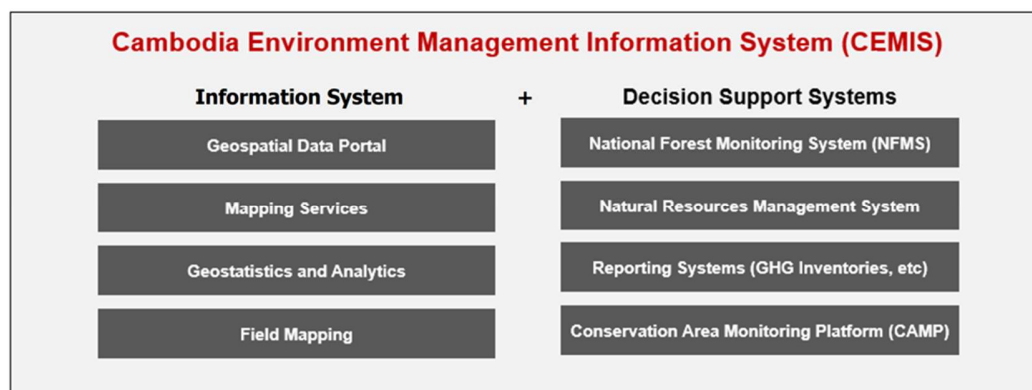 Cambodia Environment Management Information System (CEMIS)
Information System + Decision Support Systems
Geospatial Data Portal
Mapping Services
Geostatistics and Analytics
Field Mapping
National Forest Monitoring System (NFMS)
Natural Resources Management System
Reporting Systems (GHG Inventories, etc)
Conservation Area Monitoring Platform (CAMP)